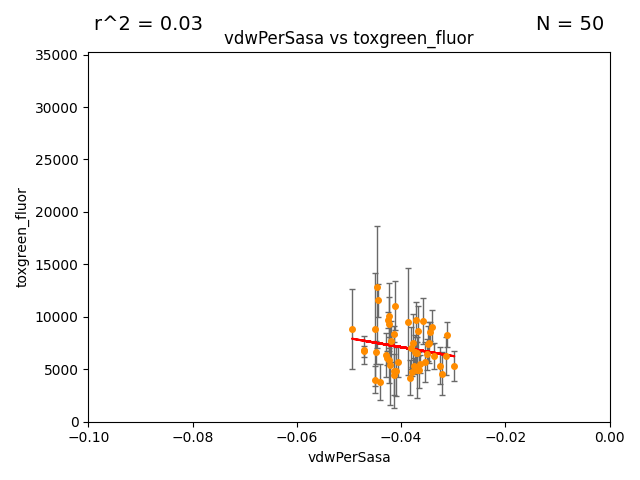 r^2 = 0.03
N = 50
vdwPerSasa vs toxgreen_fluor
35000
30000
25000
20000
15000
10000
5000
0
toxgreen_fluor
−0.10
−0.08
−0.06
−0.04
−0.02
0.00
vdwPerSasa